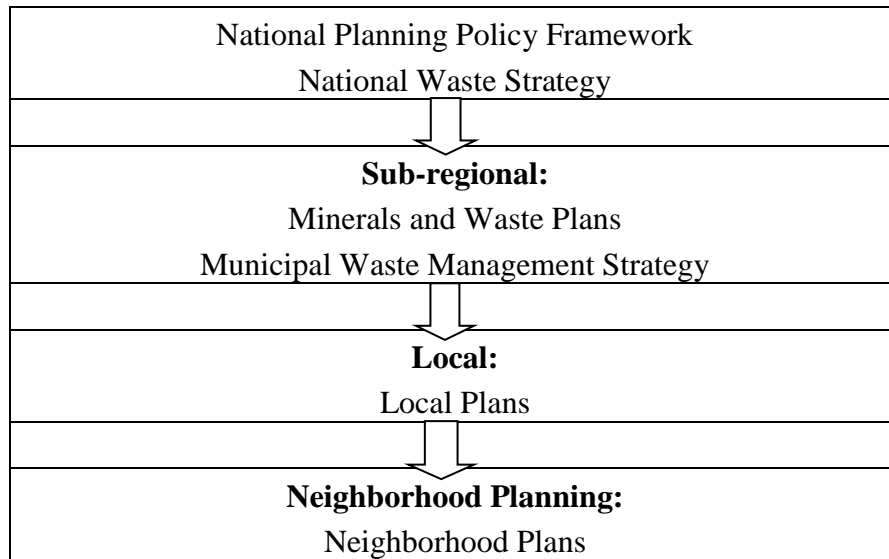 National Planning Policy Framework
National Waste Strategy
Sub-regional:
Minerals and Waste Plans
Municipal Waste Management Strategy
Local:
Local Plans
Neighborhood Planning:
Neighborhood Plans